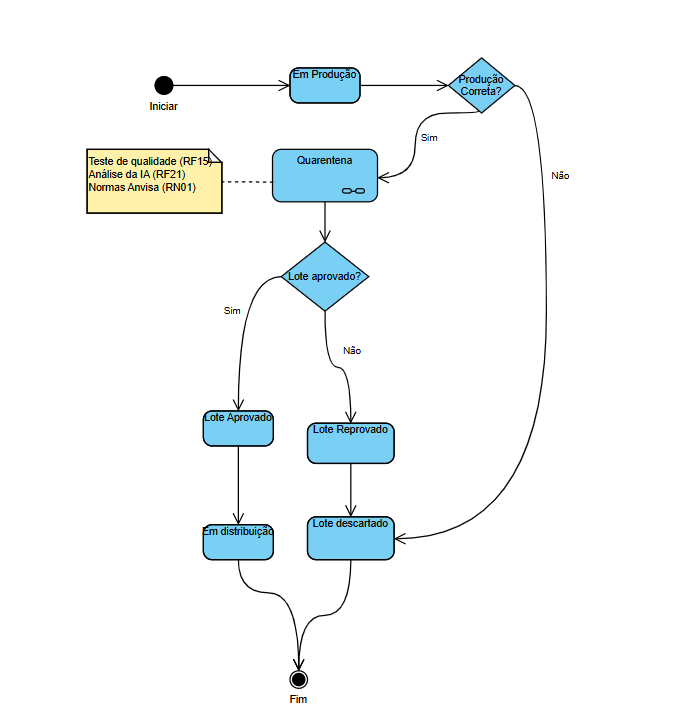 Em Produção
Produção
Correta?
Iniciar
Sim
Teste de qualidade (RF15)
Análise da IA (RF21)
Normas Anvisa (RN01)
Quarentena
Não
Lote aprovado?
Sim
Não
Lote Aprovado
Lote Reprovado
Em distribuição
Lote descartado
Fim